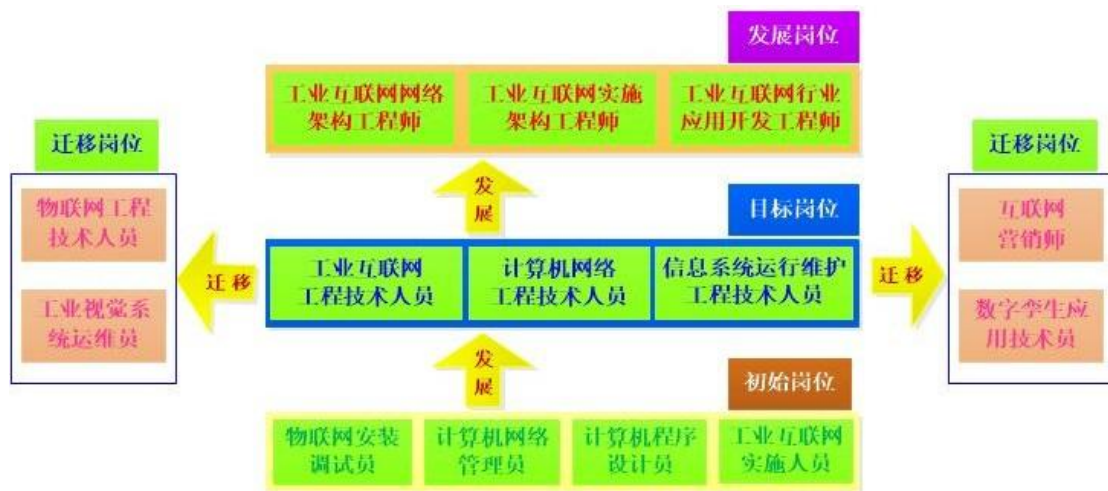 发展岗位
工业互联网网络
架构工程师
工业互联网实施
架构工程师
工业互联网行业
应用开发工程师
迁移岗位
物联网工程
技术人员
工业视觉系
统运维员
发
展
目标岗位
迁移
工业互联网
工程技术人员
计算机网络
工程技术人员
信息系统运行维护
工程技术人员
迁移
迁移岗位
互联网
营销师
数字孪生应
用技术员
发
展
初始岗位
物联网安装
调试员
计算机网络
管理员
计算机程序
设计员
工业互联网
实施人员